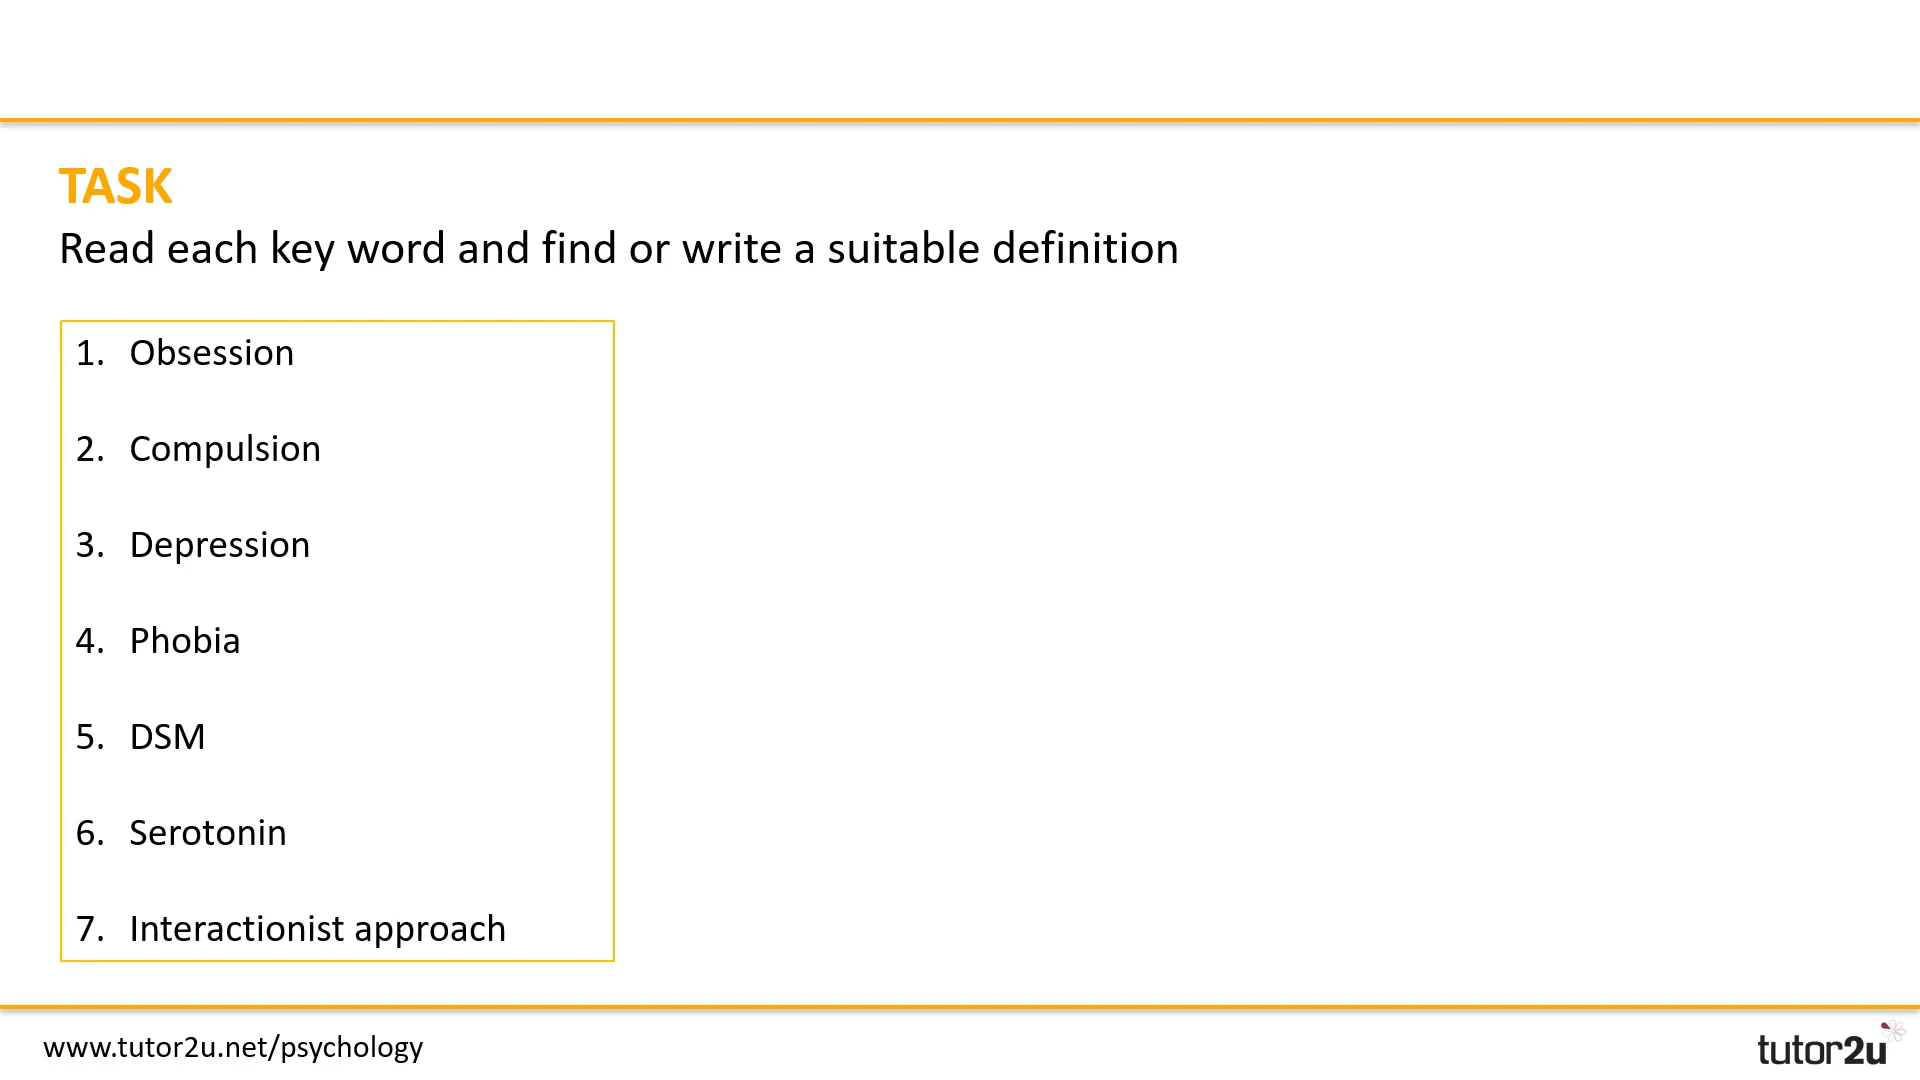 TASK
Read each key word and find or write a suitable definition
1. Obsession
2. Compulsion
3. Depression
4. Phobia
5. DSM
6. Serotonin
7. Interactionist approach
www.tutor2u.net/psychology
tutor2u